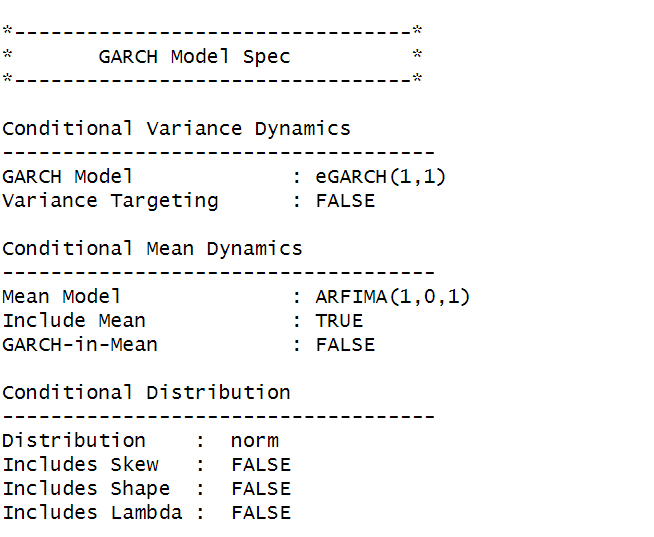 *---------------------------------*
*       GARCH Model Spec          *
*---------------------------------*

Conditional Variance Dynamics
------------------------------------
GARCH Model             : eGARCH(1,1)
Variance Targeting      : FALSE

Conditional Mean Dynamics
------------------------------------
Mean Model              : ARFIMA(1,0,1)
Include Mean            : TRUE
GARCH-in-Mean           : FALSE

Conditional Distribution
------------------------------------
Distribution    :  norm
Includes Skew   :  FALSE
Includes Shape  :  FALSE
Includes Lambda :  FALSE